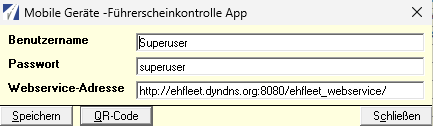 Mobile Geräte -Führerscheinkontrolle App
Benutzername Superuser
Passwort superuser
Webservice-Adresse http://ehfleet.dyndns.org:8080/ehfleet_webservice/
Speichern QR-Code Schließen